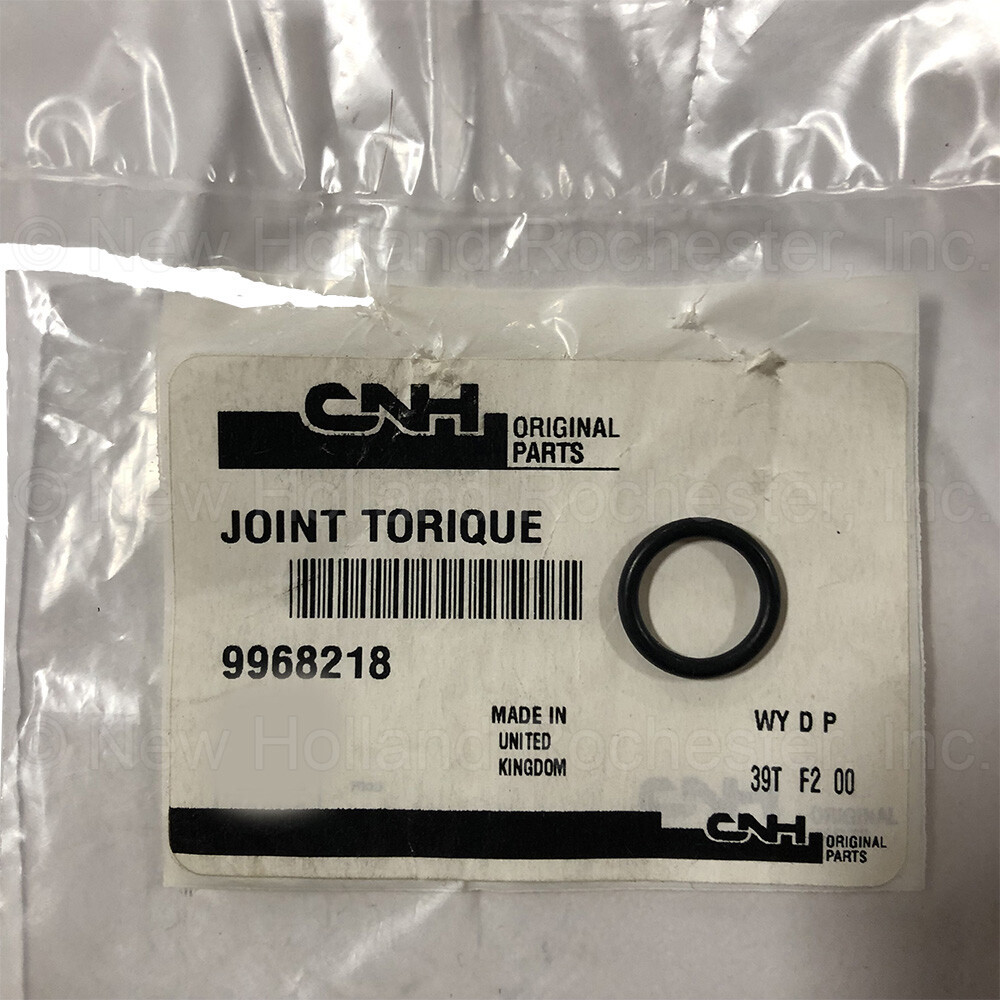 © New Holland Rochester, Inc.
CNH
ORIGINAL
PARTS
© New Holland Rochester, Inc.
JOINT TORIQUE
9968218
MADE IN
UNITED
KINGDOM
WY D P
© New Holland Rochester, Inc.
39T F2 00
CNH
ORIGINAL
PARTS